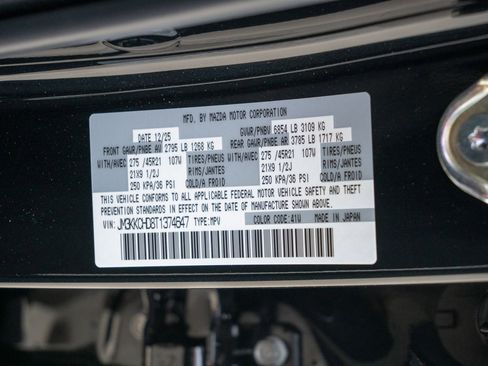 MFD. BY MAZDA MOTOR CORPORATION
DATE 12/25 GVWR/PNBV 6854 LB 3109 KG
FRONT GAWR/PNBE AV 2795 LB 1268 KG REAR GAWR/PNBE AR 3785 LB 1717 KG
WITH/AVEC 275 /45R21 107W TIRES/PNEUS WITH/AVEC 275 /45R21 107W TIRES/PNEUS
21X9 1/2J RIMS/JANTES 21X9 1/2J RIMS/JANTES
250 KPA/36 PSI COLD/A FROID 250 KPA/36 PSI COLD/A FROID
THIS VEHICLE CONFORMS TO ALL APPLICABLE FEDERAL MOTOR VEHICLE SAFETY AND THEFT
PREVENTION STANDARDS IN EFFECT ON THE DATE OF MANUFACTURE SHOWN ABOVE.
VIN: JM3KKCHD8T1374647 TYPE:MPV COLOR CODE:41V MADE IN JAPAN